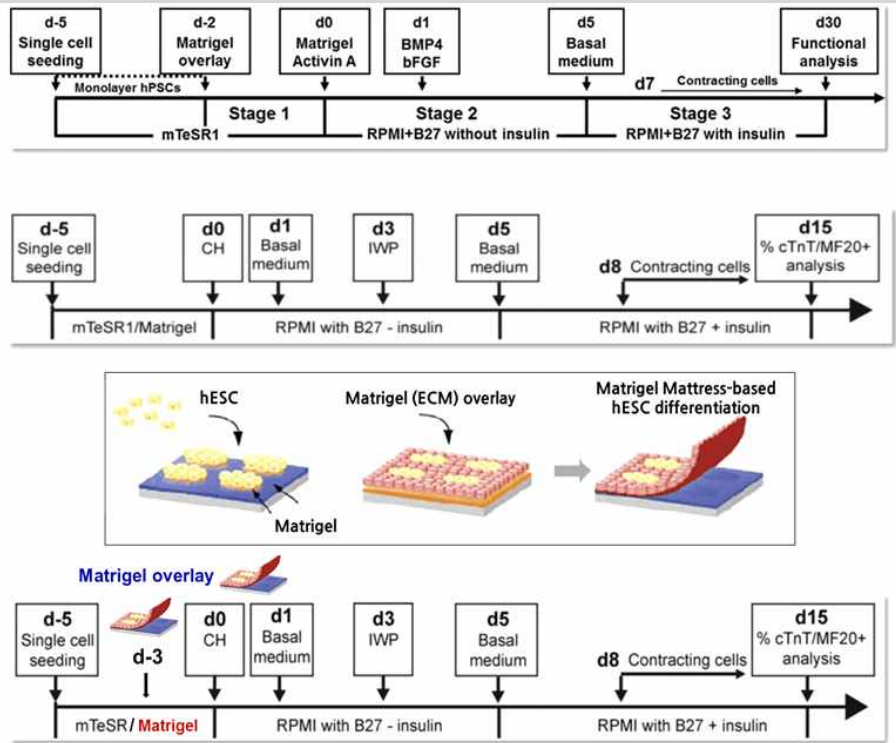 d-5
Single cell
seeding
d-2
Matrigel
overlay
d0
Matrigel
Activin A
d1
BMP4
bFGF
d5
Basal
medium
d30
Functional
analysis
Monolayer hPSCs
d7
Contracting cells
Stage 1
Stage 2
Stage 3
mTeSR1
RPMI+B27 without insulin
RPMI+B27 with insulin
d-5
Single cell
seeding
d0
CH
d1
Basal
medium
d3
IWP
d5
Basal
medium
d8
Contracting cells
d15
% cTnT/MF20+
analysis
mTeSR1/Matrigel
RPMI with B27 - insulin
RPMI with B27 + insulin
hESC
Matrigel
Matrigel (ECM) overlay
Matrigel Mattress-based
hESC differentiation
Matrigel overlay
d-5
Single cell
seeding
d-3
d0
CH
d1
Basal
medium
d3
IWP
d5
Basal
medium
d8
Contracting cells
d15
% cTnT/MF20+
analysis
mTeSR/Matrigel
RPMI with B27 - insulin
RPMI with B27 + insulin